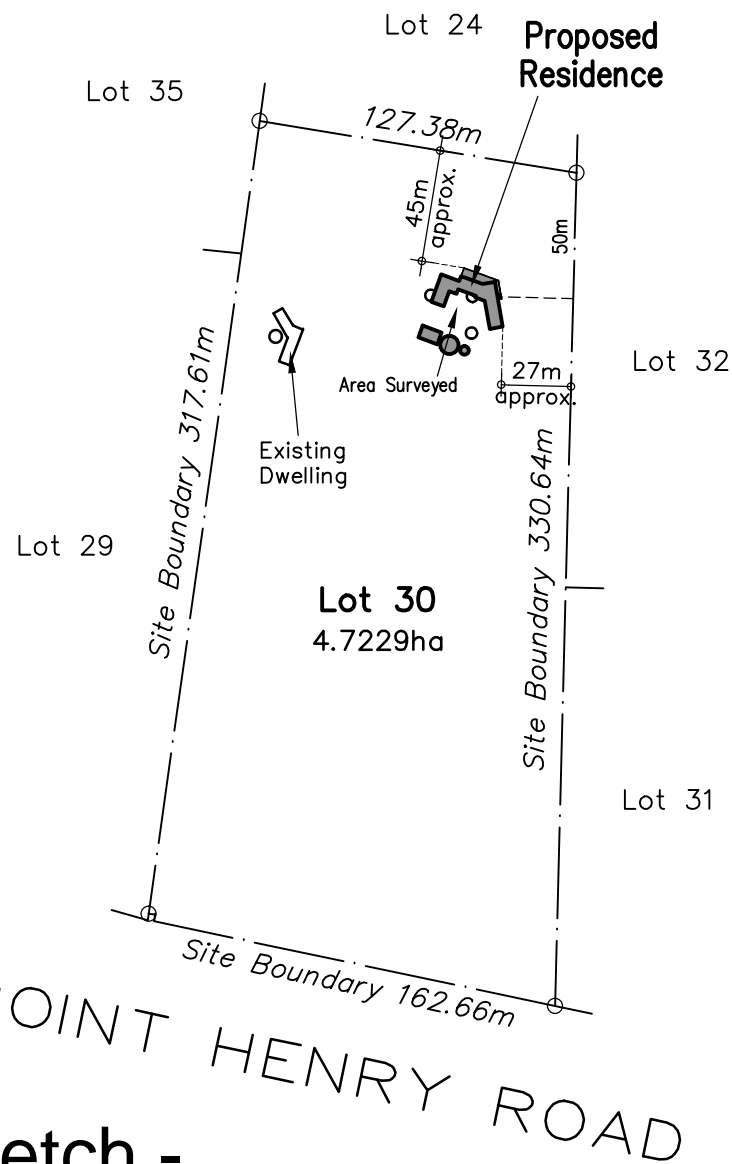 Lot 24
Proposed
Residence
Lot 35
127.38m
45m
approx.
50m
Area Surveyed
27m
approx.
Lot 32
Existing
Dwelling
Site Boundary 317.61m
Site Boundary 330.64m
Lot 29
Lot 30
4.7229ha
Lot 31
Site Boundary 162.66m
OINT HENRY ROAD
etch -